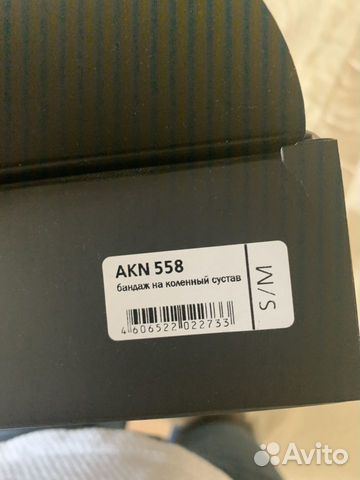 AKN 558
бандаж на коленный сустав
4606522022733
S/M
Avito